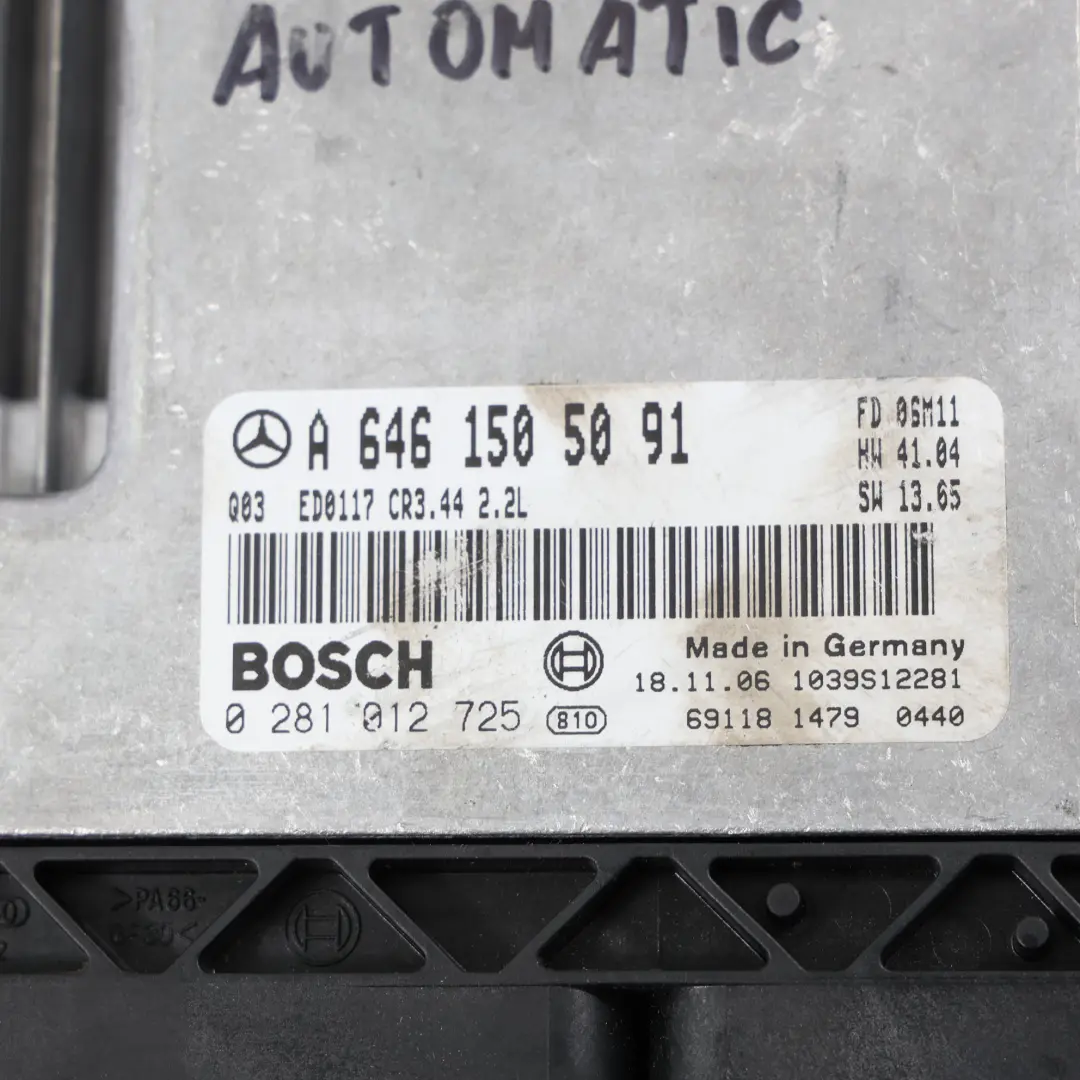 AUTOMATIC
A 646 150 50 91
FD 06M11
HW 41.04
Q03 ED0117 CR3.44 2.2L
SW 13.65
BOSCH
Made in Germany
18.11.06 1039S12281
0 281 012 725 810
69118 1479 0440
>PA66-